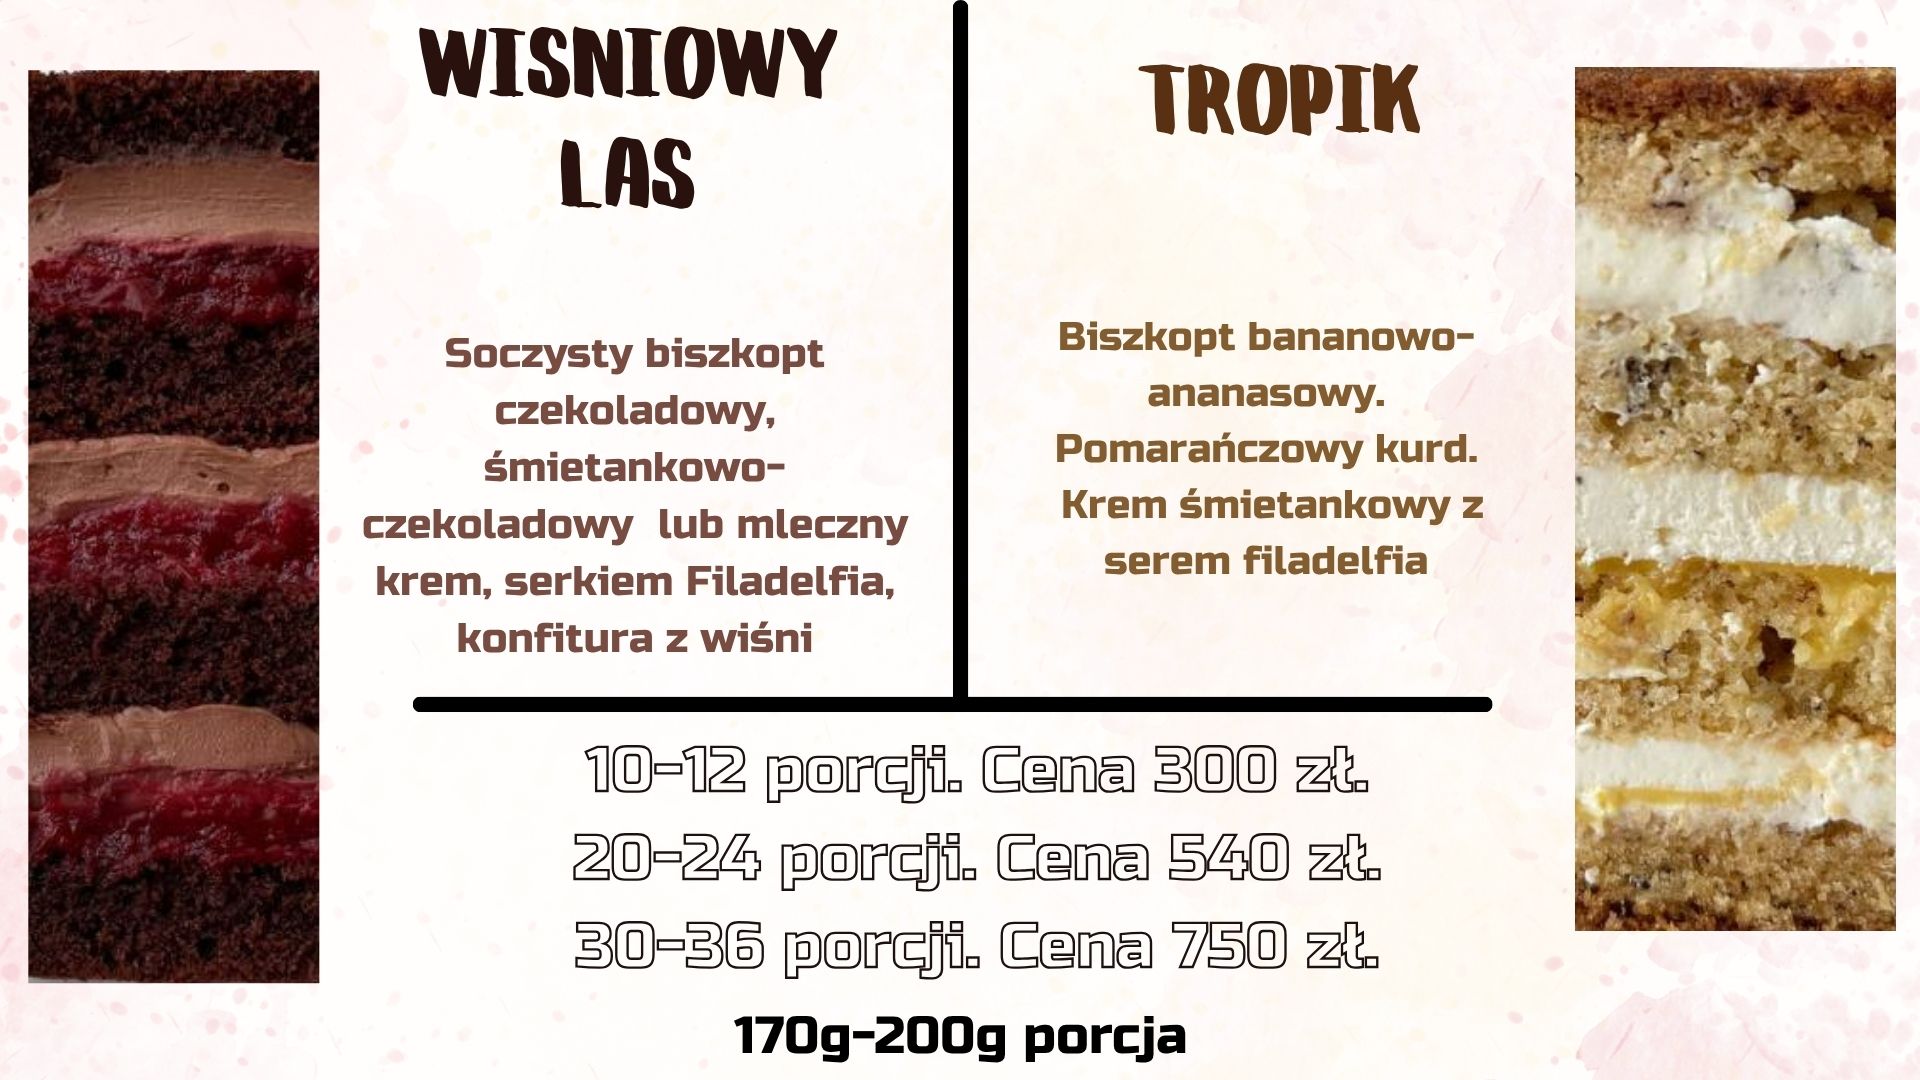 WISNIOWY
LAS
Soczysty biszkopt
czekoladowy,
śmietankowo-
czekoladowy lub mleczny
krem, serkiem Filadelfia,
konfitura z wiśni
TROPIK
Biszkopt bananowo-
ananasowy.
Pomarańczowy kurd.
Krem śmietankowy z
serem filadelfia
10-12 porcji. Cena 300 zł.
20-24 porcji. Cena 540 zł.
30-36 porcji. Cena 750 zł.
170g-200g porcja